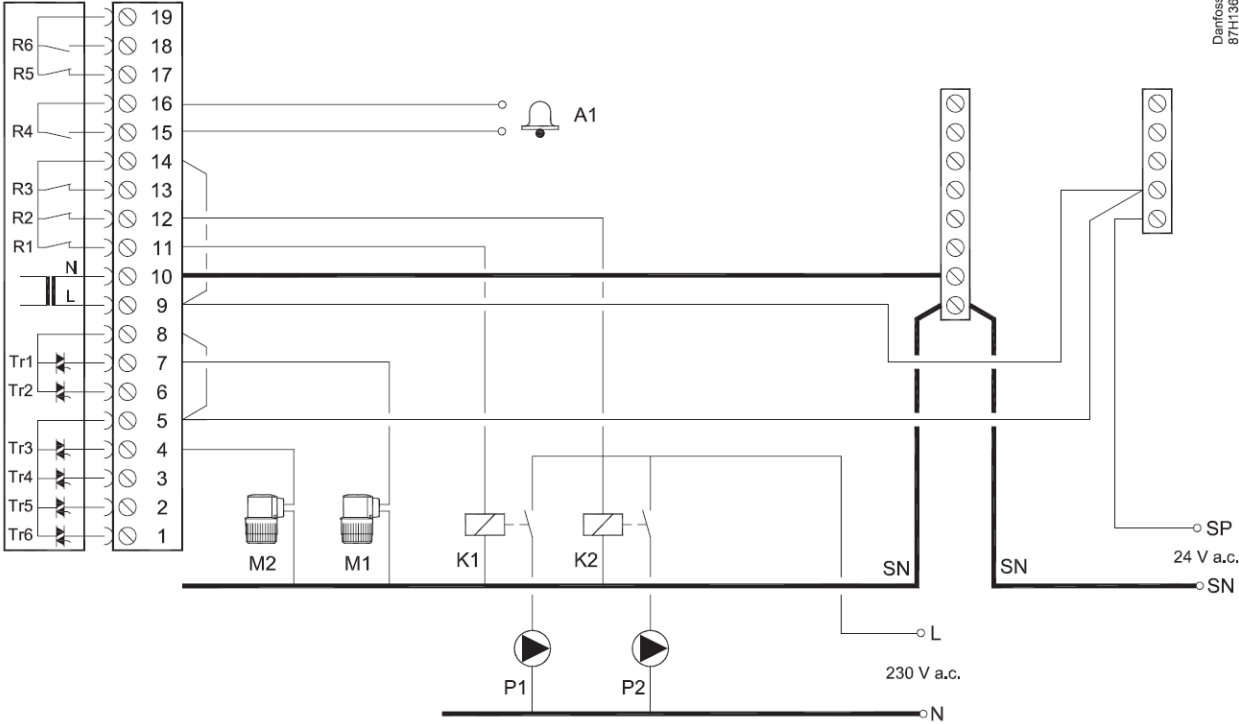 Danfoss
87H136
19
R6 18
R5 17
16
A1
R4 15
14
R3 13
R2 12
R1 11
N 10
L 9
8
Tr1 7
Tr2 6
5
Tr3 4
Tr4 3
Tr5 2
Tr6 1
M2 M1 K1 K2
SP
24 V a.c.
SN SN SN
L
230 V a.c.
P1 P2
N